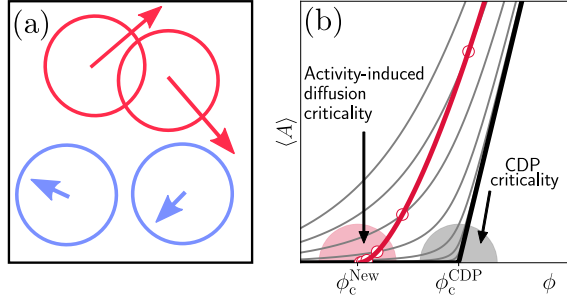 (a)
(b)
Activity-induced
diffusion
criticality
CDP
criticality
⟨A⟩
ϕ_c^New
ϕ_c^CDP
ϕ